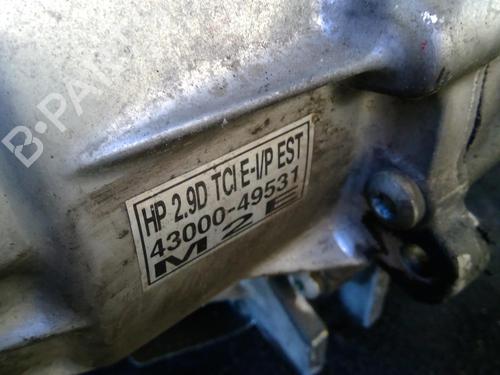 B-PARTS
HP 2.9D TCI E-I/P EST
43000-49531
M2E